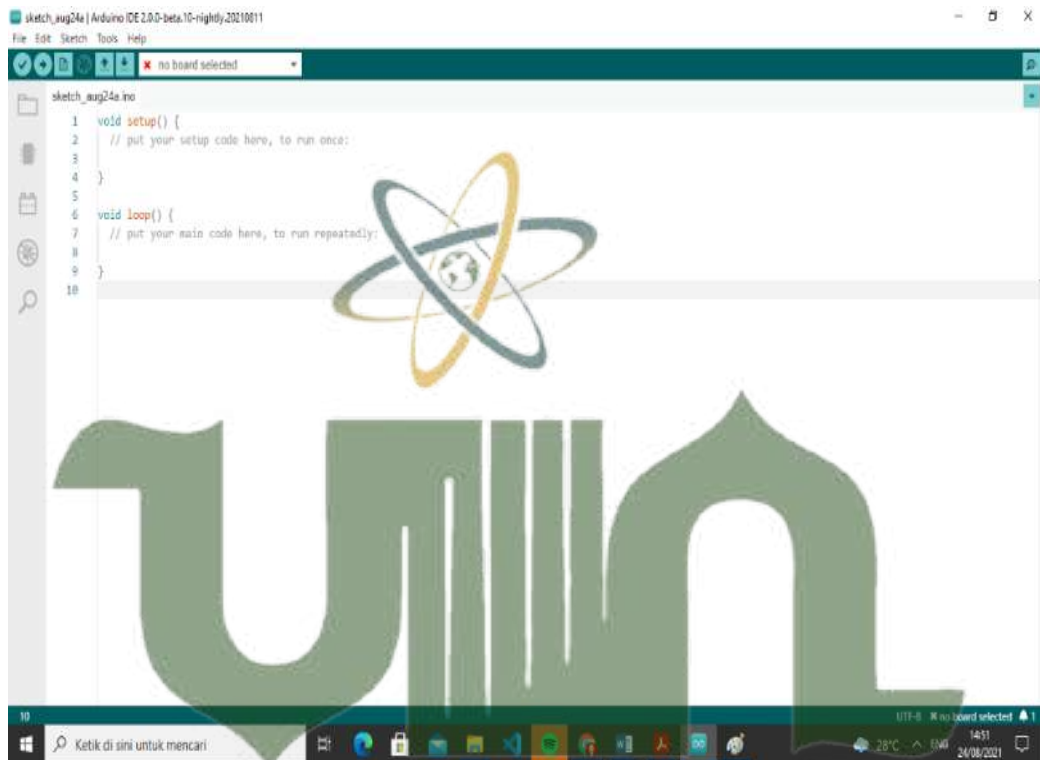 sketch_aug24a | Arduino IDE 2.0.0-beta.10-nightly.20210811
File Edit Sketch Tools Help
no board selected
sketch_aug24a.ino
1 void setup() {
2 // put your setup code here, to run once:
3
4 }
5
6 void loop() {
7 // put your main code here, to run repeatedly:
8
9 }
10
uin
10 UTF-8 no board selected 1
Ketik di sini untuk mencari 28°C ENG 14:51
24/08/2021